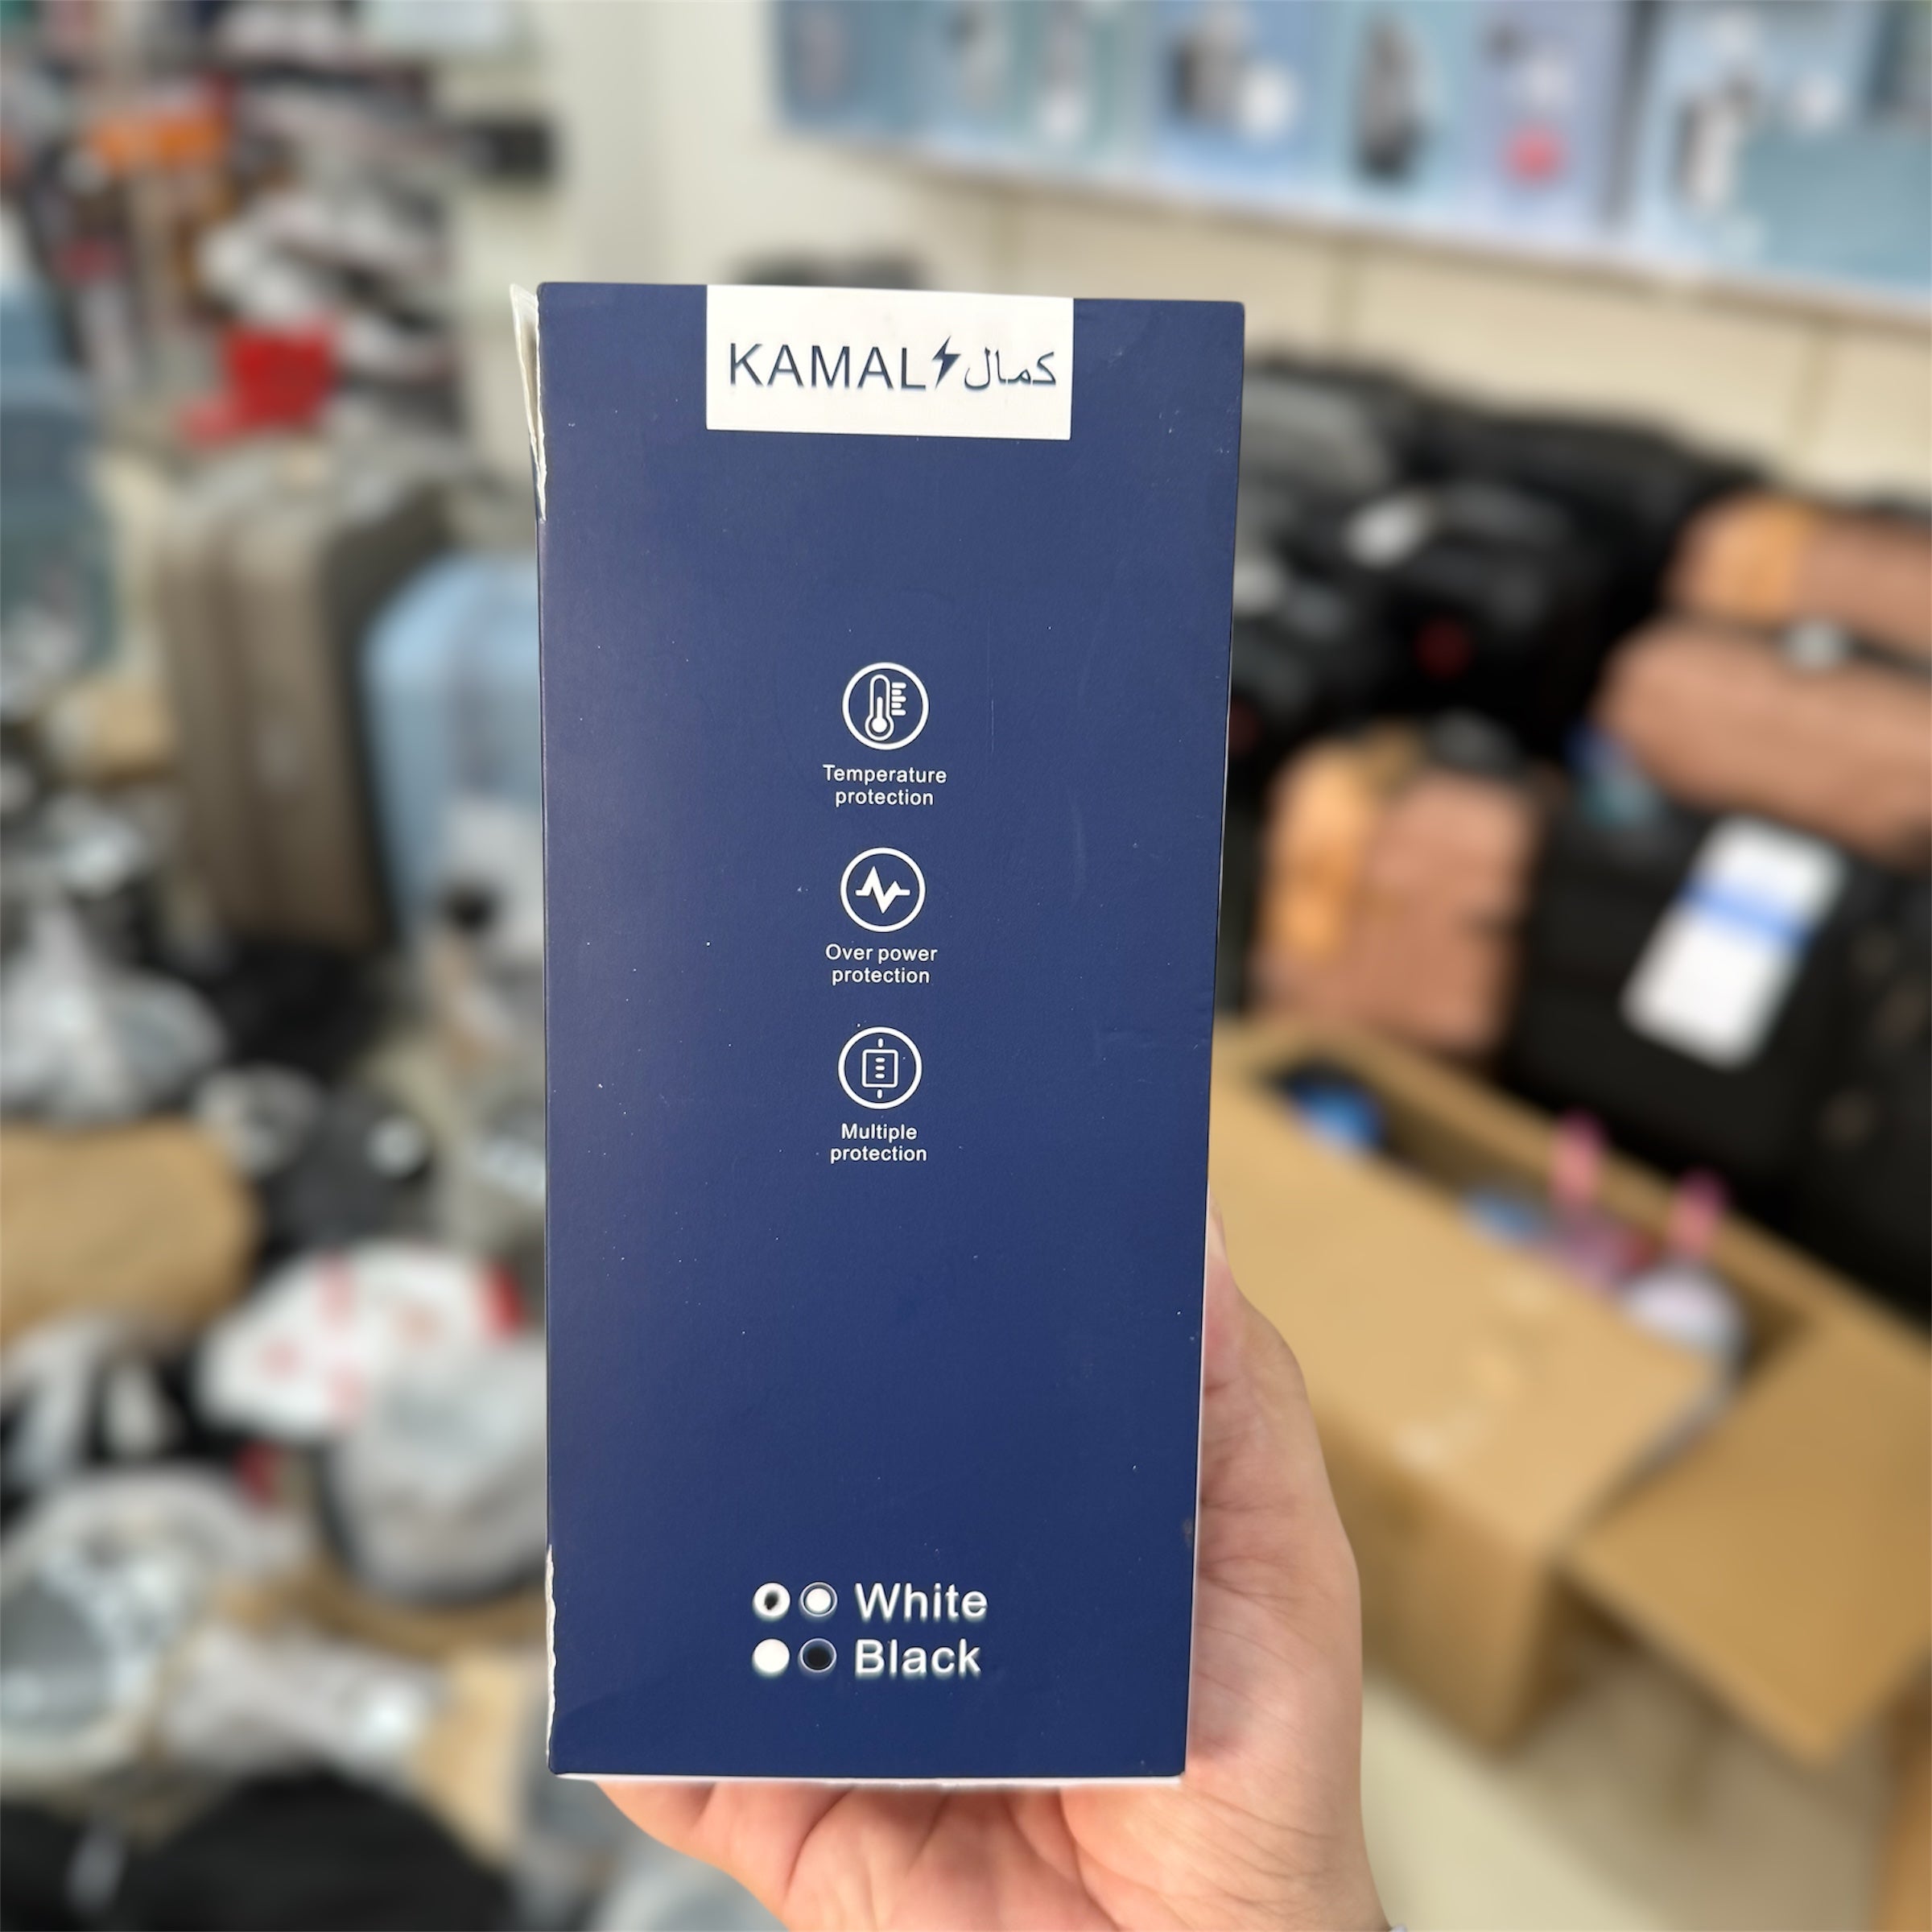 KAMAL كمال
Temperature
protection
Over power
protection
Multiple
protection
White
Black